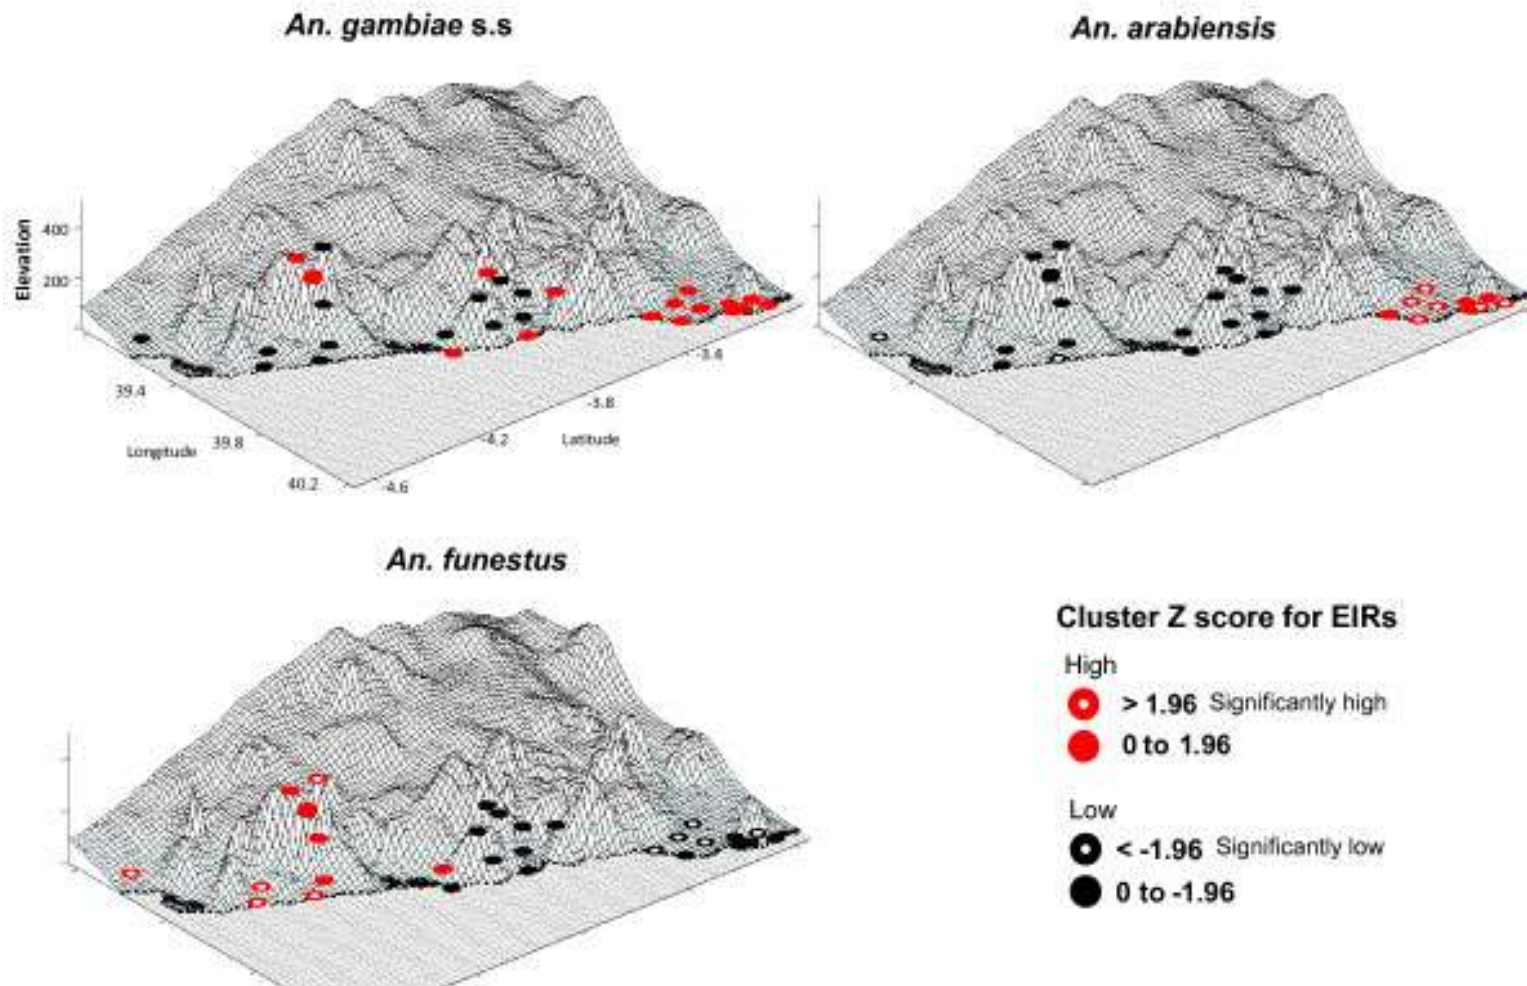 An. gambiae s.s
An. arabiensis
Elevation
400
200
39.4
Longitude
39.8
40.2
-4.6
-4.2
Latitude
-3.8
-3.4
An. funestus
Cluster Z score for EIRs
High
> 1.96 Significantly high
0 to 1.96
Low
< -1.96 Significantly low
0 to -1.96